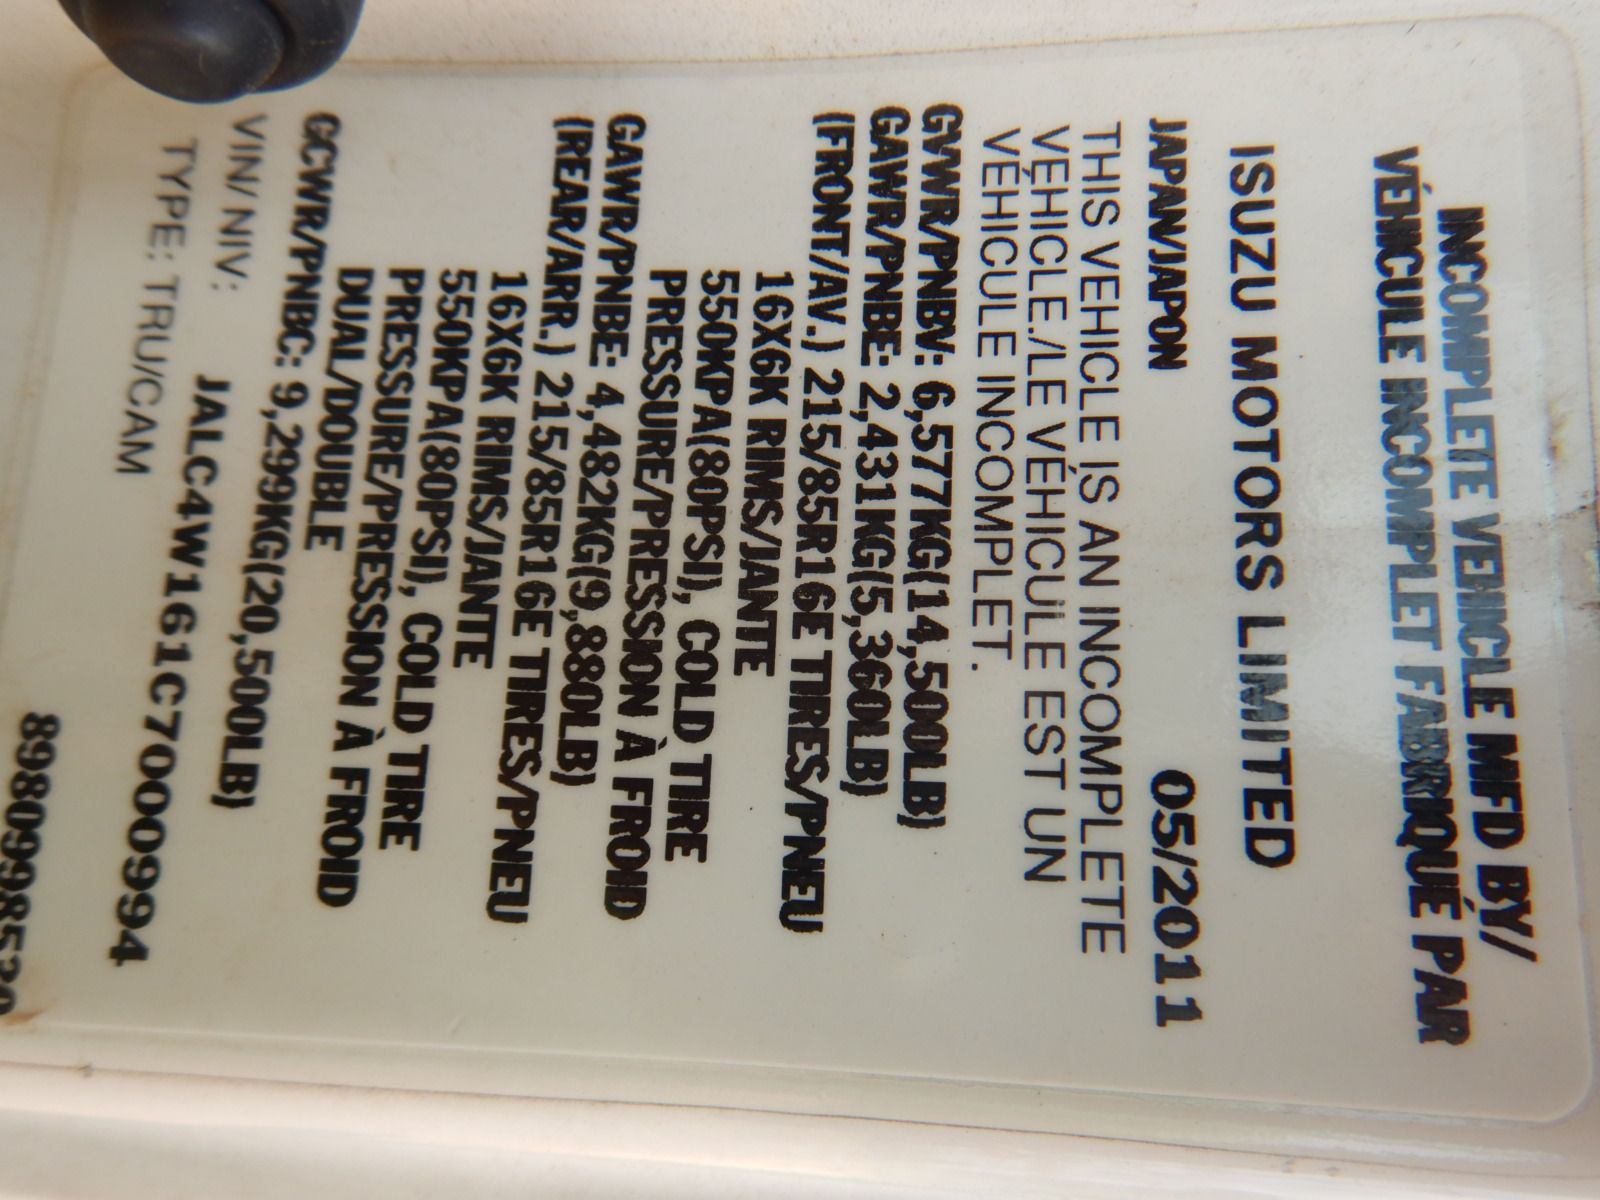 INCOMPLETE VEHICLE MFD BY/
VÉHICULE INCOMPLET FABRIQUÉ PAR
ISUZU MOTORS LIMITED
JAPAN/JAPON 05/2011
THIS VEHICLE IS AN INCOMPLETE
VÉHICLE/LE VÉHICULE EST UN
VÉHICULE INCOMPLET.
GVWR/PNBV: 6,577KG(14,500LB)
GAWR/PNBE: 2,431KG(5,360LB)
(FRONT/AV.) 215/85R16E TIRES/PNEU
16X6K RIMS/JANTE
550KPA(80PSI), COLD TIRE
PRESSURE/PRESSION À FROID
GAWR/PNBE: 4,482KG(9,880LB)
(REAR/ARR.) 215/85R16E TIRES/PNEU
16X6K RIMS/JANTE
550KPA(80PSI), COLD TIRE
PRESSURE/PRESSION À FROID
DUAL/DOUBLE
GCWR/PNBC: 9,299KG(20,500LB)
VIN/ NIV: JALC4W161C7000994
TYPE: TRU/CAM